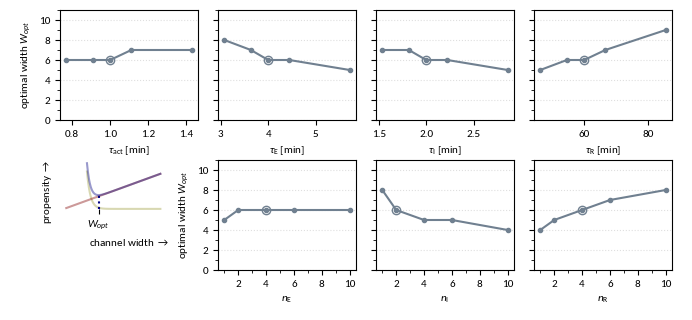 optimal width W_opt
10
8
6
4
2
0
0.8 1.0 1.2 1.4
τ_act [min]
3 4 5
τ_E [min]
1.5 2.0 2.5
τ_I [min]
60 80
τ_R [min]
propensity →
W_opt
channel width →
optimal width W_opt
10
8
6
4
2
0
2 4 6 8 10
n_E
0 2 4 6 8 10
n_I
2 4 6 8 10
n_R